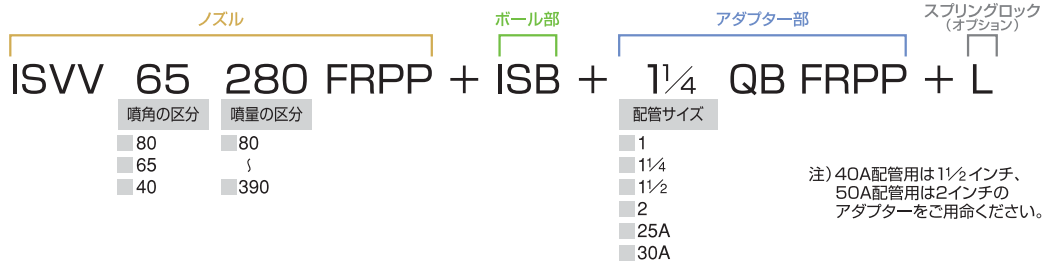 ノズル ボール部 アダプター部 スプリングロック
（オプション）
ISVV 65 280 FRPP + ISB + 1¼ QB FRPP + L
噴角の区分 噴量の区分 配管サイズ
80 80 1
65 〜 1¼
40 390 1½
2
25A
30A
注）40A配管用は1½インチ、
50A配管用は2インチの
アダプターをご用命ください。